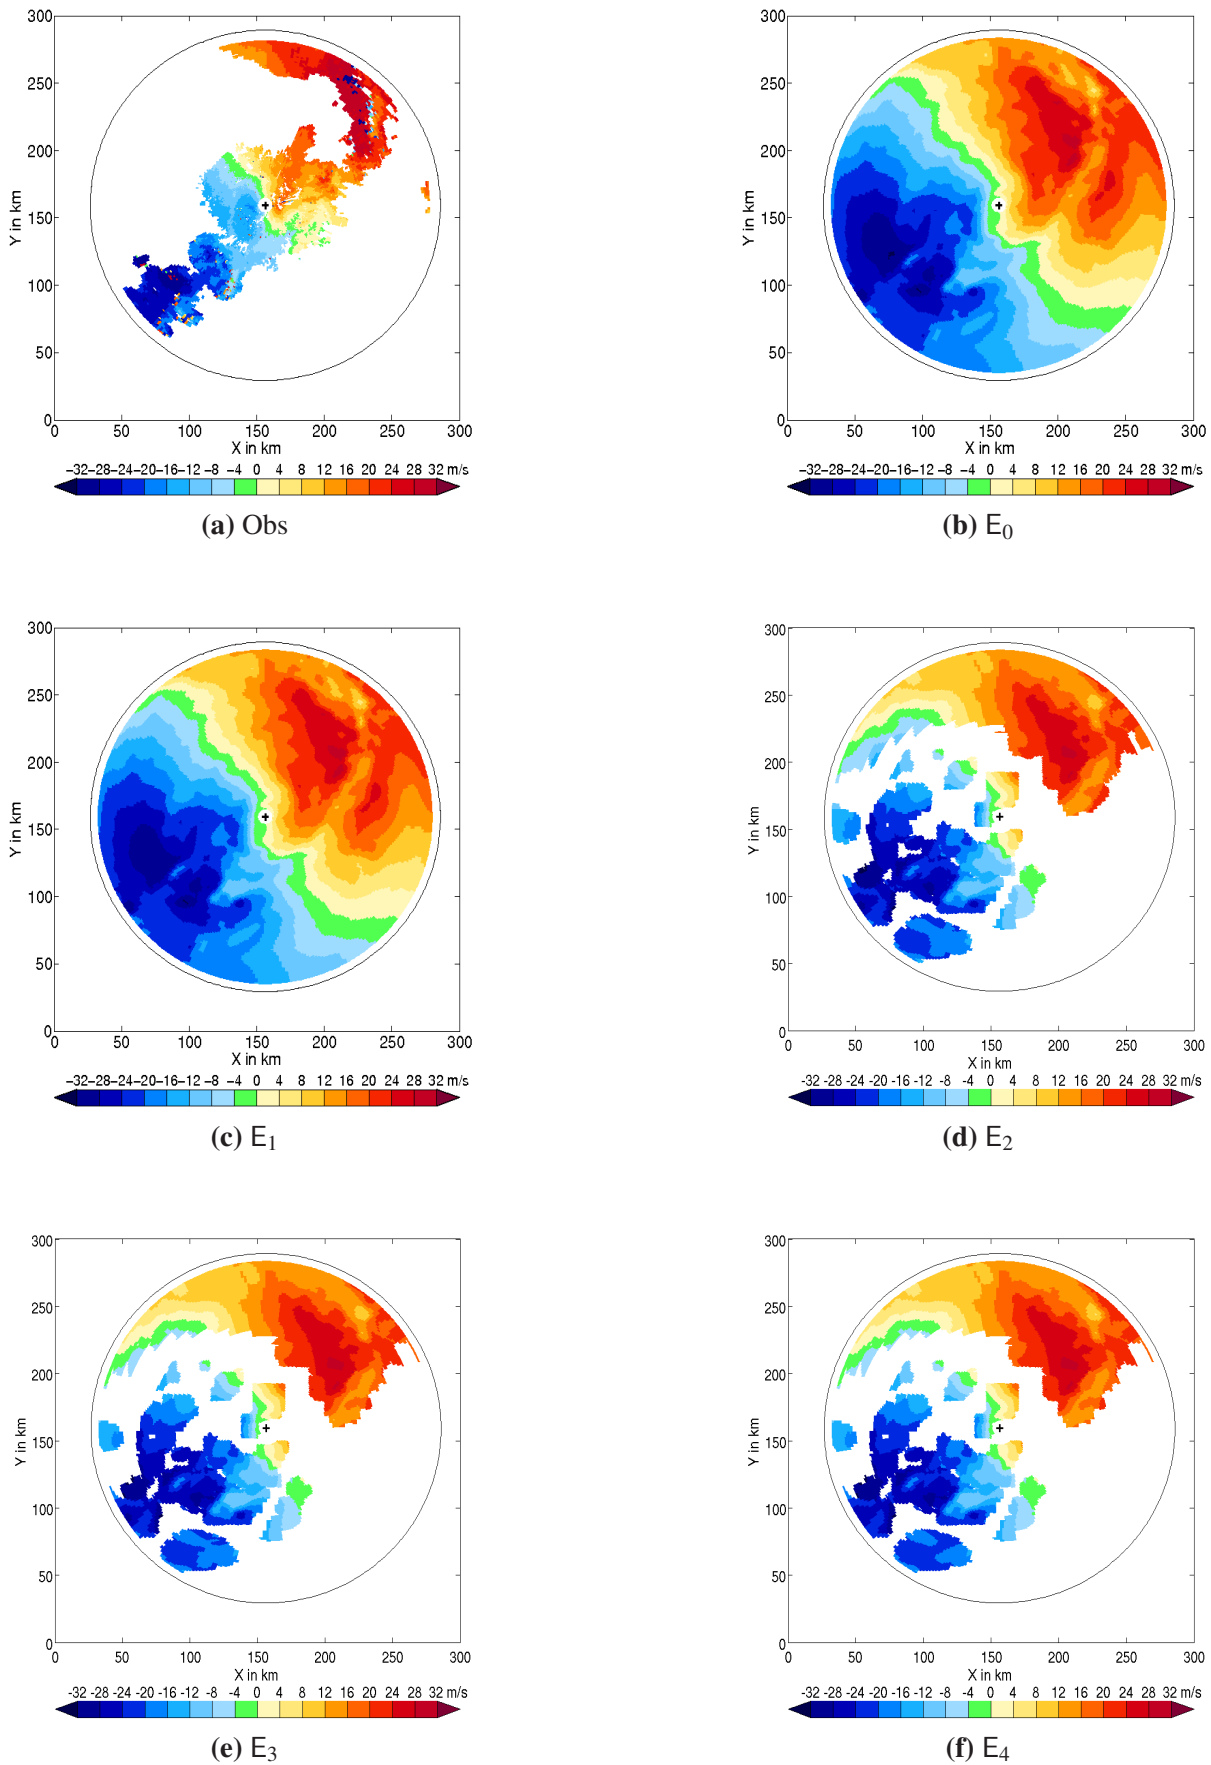 300
250
200
150
100
50
0
Y in km
0 50 100 150 200 250 300
X in km
−32−28−24−20−16−12 −8 −4 0 4 8 12 16 20 24 28 32 m/s
(a) Obs
300
250
200
150
100
50
0
Y in km
0 50 100 150 200 250 300
X in km
−32−28−24−20−16−12 −8 −4 0 4 8 12 16 20 24 28 32 m/s
(b) E0
300
250
200
150
100
50
0
Y in km
0 50 100 150 200 250 300
X in km
−32−28−24−20−16−12 −8 −4 0 4 8 12 16 20 24 28 32 m/s
(c) E1
300
250
200
150
100
50
0
Y in km
0 50 100 150 200 250 300
X in km
-32 -28 -24 -20 -16 -12 -8 -4 0 4 8 12 16 20 24 28 32 m/s
(d) E2
300
250
200
150
100
50
0
Y in km
0 50 100 150 200 250 300
X in km
-32 -28 -24 -20 -16 -12 -8 -4 0 4 8 12 16 20 24 28 32 m/s
(e) E3
300
250
200
150
100
50
0
Y in km
0 50 100 150 200 250 300
X in km
-32 -28 -24 -20 -16 -12 -8 -4 0 4 8 12 16 20 24 28 32 m/s
(f) E4